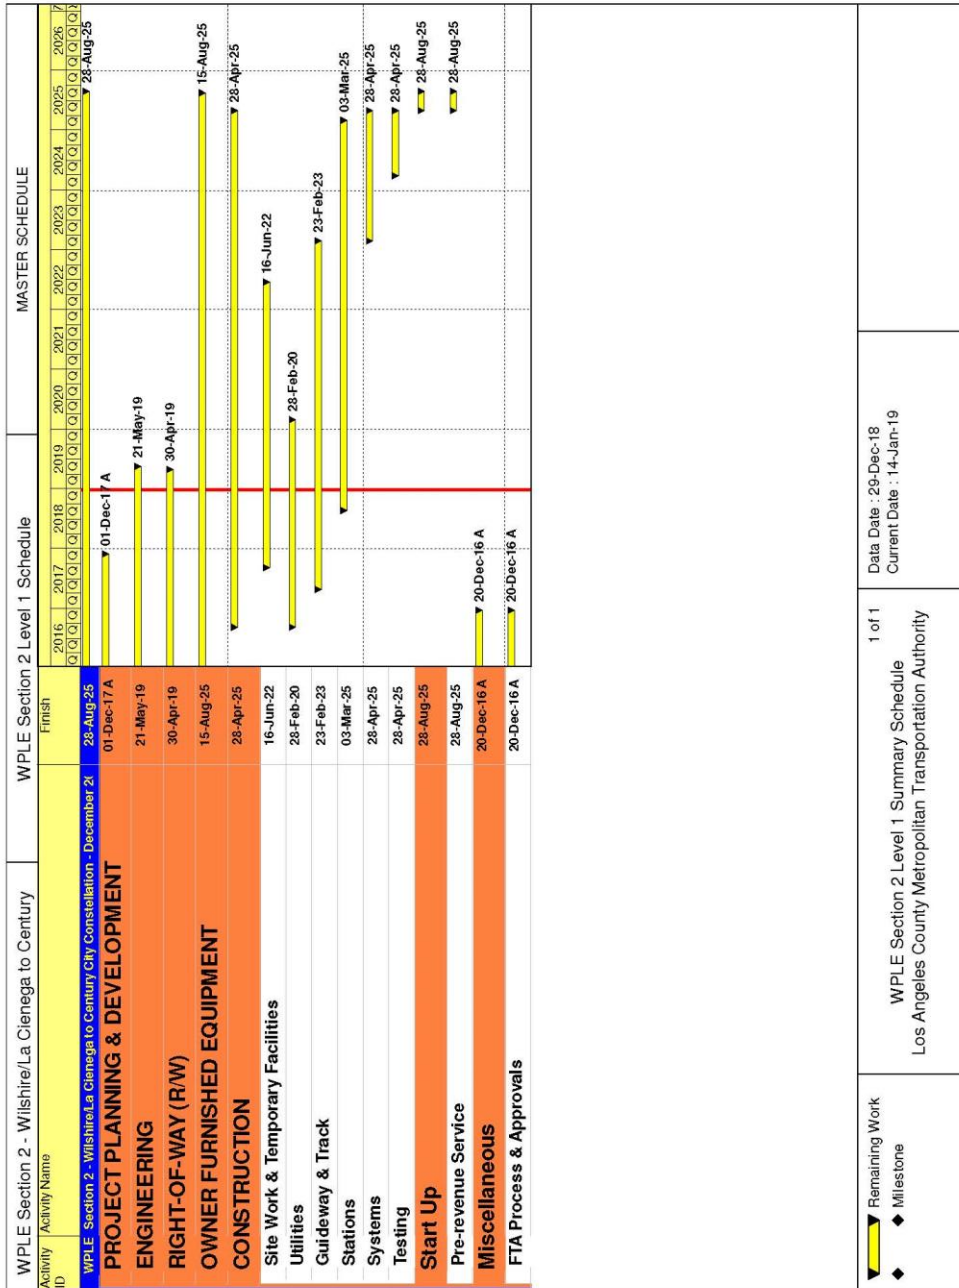 WPLE Section 2 - Wilshire/La Cienega to Century
WPLE Section 2 Level 1 Schedule
MASTER SCHEDULE
Activity ID
Activity Name
Finish
2016 2017 2018 2019 2020 2021 2022 2023 2024 2025 2026 7
Q Q Q Q Q Q Q Q Q Q Q Q Q Q Q Q Q Q Q Q Q Q Q Q Q Q Q Q Q Q Q Q Q Q Q Q Q Q Q Q Q Q Q Q Q
WPLE Section 2 - Wilshire/La Cienega to Century City Constellation - December 2( 28-Aug-25 28-Aug-25
PROJECT PLANNING & DEVELOPMENT 01-Dec-17 A 01-Dec-17 A
ENGINEERING 21-May-19 21-May-19
RIGHT-OF-WAY (R/W) 30-Apr-19 30-Apr-19
OWNER FURNISHED EQUIPMENT 15-Aug-25 15-Aug-25
CONSTRUCTION 28-Apr-25 28-Apr-25
Site Work & Temporary Facilities 16-Jun-22 16-Jun-22
Utilities 28-Feb-20 28-Feb-20
Guideway & Track 23-Feb-23 23-Feb-23
Stations 03-Mar-25 03-Mar-25
Systems 28-Apr-25 28-Apr-25
Testing 28-Apr-25 28-Apr-25
Start Up 28-Aug-25 28-Aug-25
Pre-revenue Service 28-Aug-25 28-Aug-25
Miscellaneous 20-Dec-16 A 20-Dec-16 A
FTA Process & Approvals 20-Dec-16 A 20-Dec-16 A
Remaining Work
Milestone
1 of 1
WPLE Section 2 Level 1 Summary Schedule
Los Angeles County Metropolitan Transportation Authority
Data Date : 29-Dec-18
Current Date : 14-Jan-19